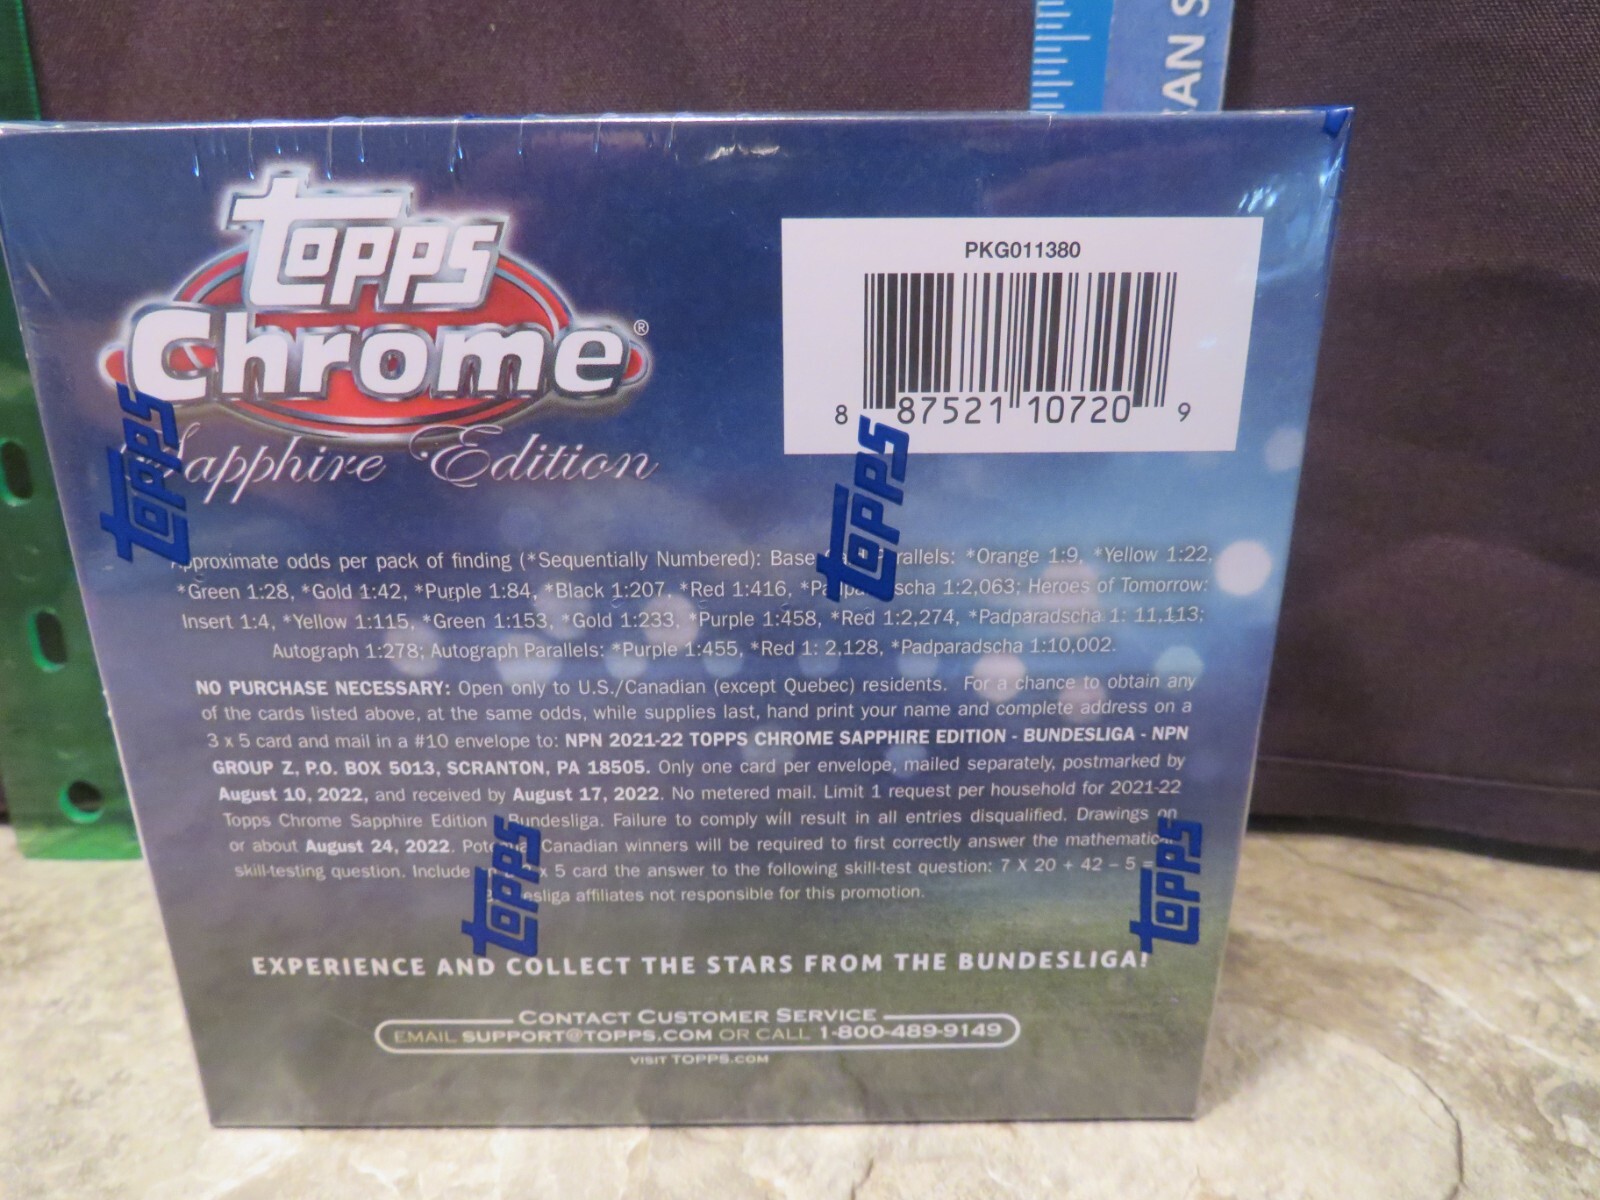 AN S
topps
Chrome®
Sapphire Edition
PKG011380
8 87521 10720 9
topps
topps
Approximate odds per pack of finding (*Sequentially Numbered): Base Parallels: *Orange 1:9, *Yellow 1:22,
*Green 1:28, *Gold 1:42, *Purple 1:84, *Black 1:207, *Red 1:416, *Padparadscha 1:2,063; Heroes of Tomorrow:
Insert 1:4, *Yellow 1:115, *Green 1:153, *Gold 1:233, *Purple 1:458, *Red 1:2,274, *Padparadscha 1: 11,113;
Autograph 1:278; Autograph Parallels: *Purple 1:455, *Red 1: 2,128, *Padparadscha 1:10,002.
NO PURCHASE NECESSARY: Open only to U.S./Canadian (except Quebec) residents. For a chance to obtain any
of the cards listed above, at the same odds, while supplies last, hand print your name and complete address on a
3 x 5 card and mail in a #10 envelope to: NPN 2021-22 TOPPS CHROME SAPPHIRE EDITION - BUNDESLIGA - NPN
GROUP Z, P.O. BOX 5013, SCRANTON, PA 18505. Only one card per envelope, mailed separately, postmarked by
August 10, 2022, and received by August 17, 2022. No metered mail. Limit 1 request per household for 2021-22
Topps Chrome Sapphire Edition Bundesliga. Failure to comply will result in all entries disqualified. Drawings on
or about August 24, 2022. Potential Canadian winners will be required to first correctly answer the mathematical
skill-testing question. Include x 5 card the answer to the following skill-test question: 7 X 20 + 42 – 5 =
Bundesliga affiliates not responsible for this promotion.
topps
topps
EXPERIENCE AND COLLECT THE STARS FROM THE BUNDESLIGA!
CONTACT CUSTOMER SERVICE
EMAIL SUPPORT@TOPPS.COM OR CALL 1-800-489-9149
VISIT TOPPS.COM